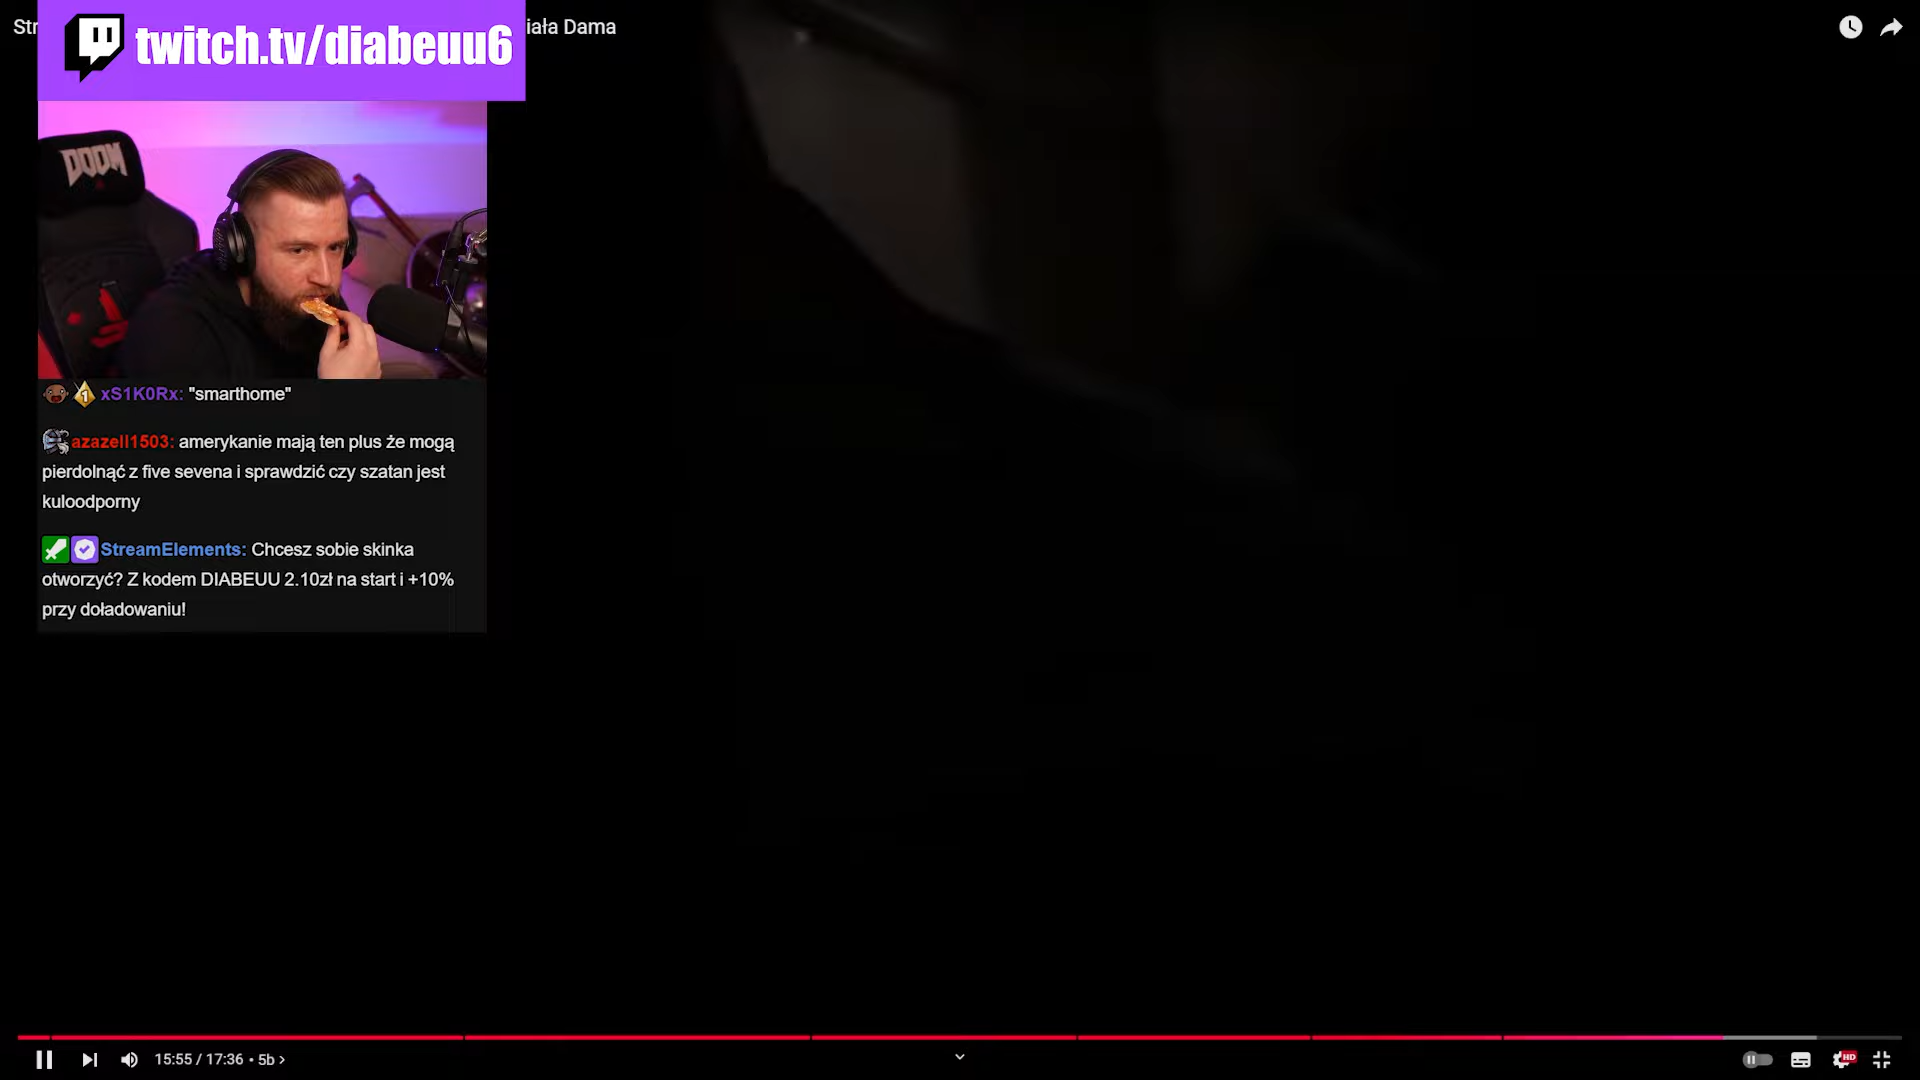 Str
iała Dama
twitch.tv/diabeuu6
DOOM
xS1K0Rx: "smarthome"
azazell1503: amerykanie mają ten plus że mogą
pierdolnąć z five sevena i sprawdzić czy szatan jest
kuloodporny
StreamElements: Chcesz sobie skinka
otworzyć? Z kodem DIABEUU 2.10zł na start i +10%
przy doładowaniu!
15:55 / 17:36 • 5b >
HD